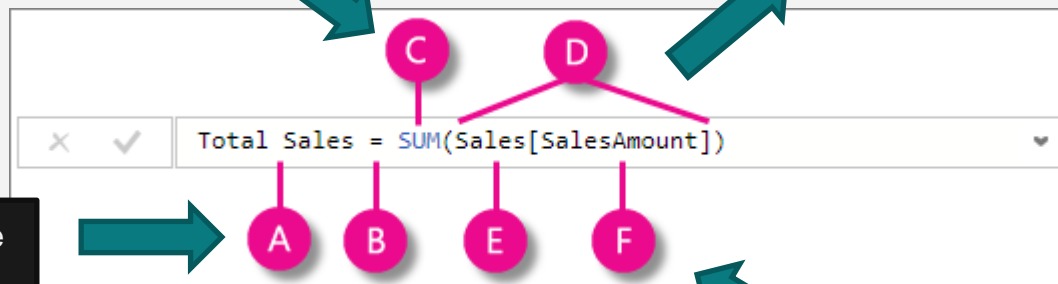 C D
Total Sales = SUM(Sales[SalesAmount])
e
A B E F